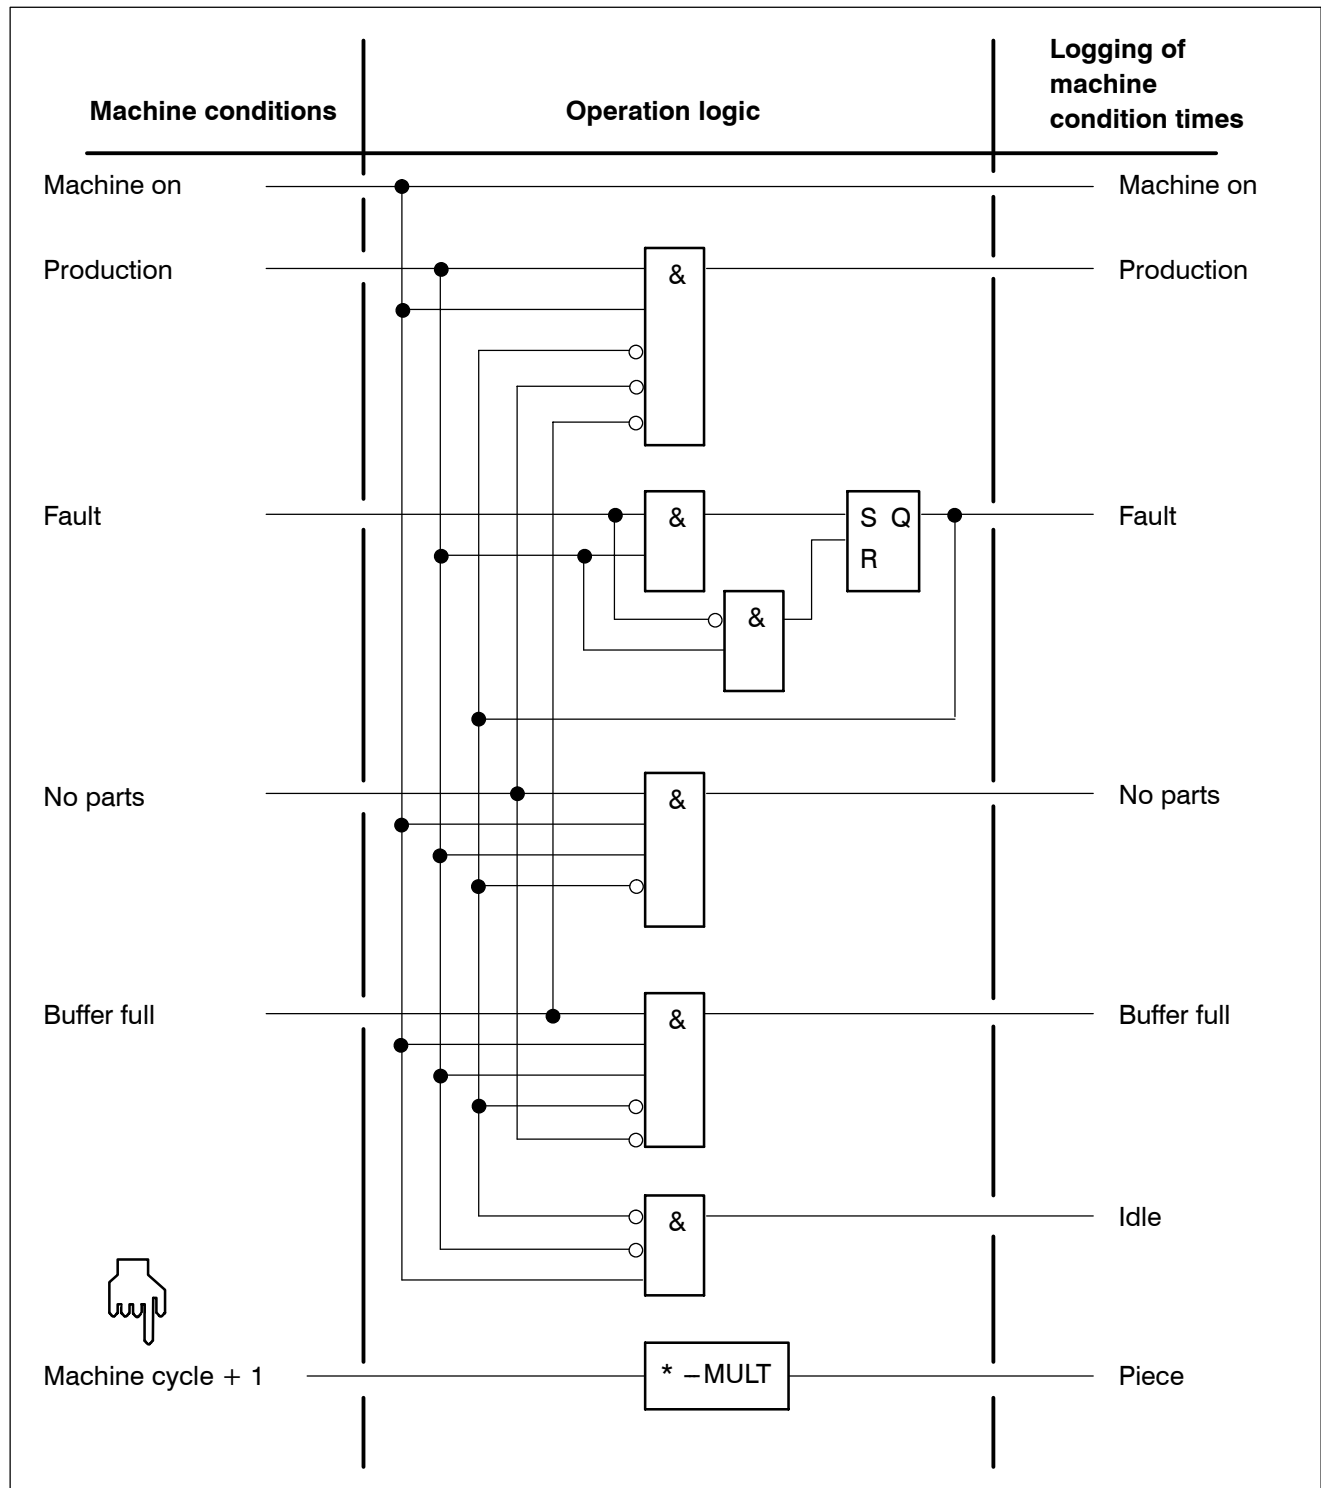 Machine conditions
Operation logic
Logging of
machine
condition times
Machine on
Machine on
Production
&
Production
Fault
&
S Q
R
Fault
&
No parts
&
No parts
Buffer full
&
Buffer full
&
Idle
Machine cycle + 1
* –MULT
Piece